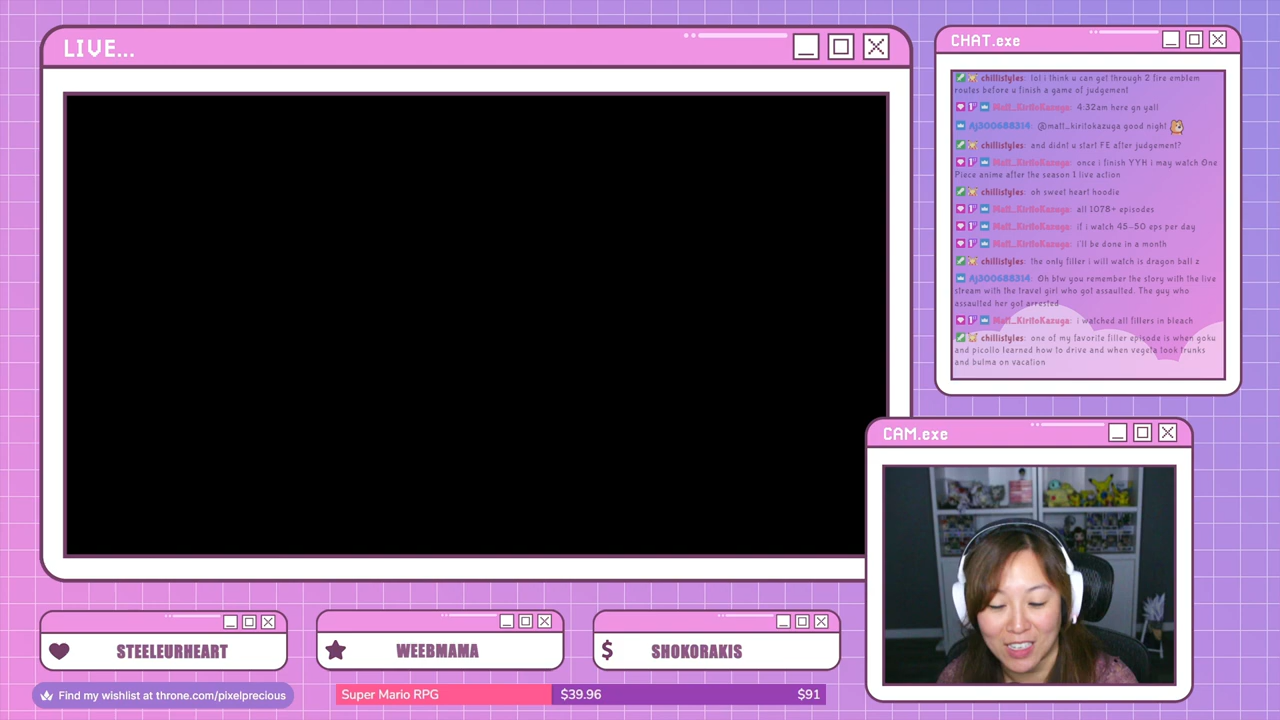 LIVE...
CHAT.exe
chillistyles: lol i think u can get through 2 fire emblem
routes before u finish a game of judgement
Matt_KiritoKazuga: 4:32am here gn yall
Aj300688314: @matt_kiritokazuga good night
chillistyles: and didnt u start FE after judgement?
Matt_KiritoKazuga: once i finish YYH i may watch One
Piece anime after the season 1 live action
chillistyles: oh sweet heart hoodie
Matt_KiritoKazuga: all 1078+ episodes
Matt_KiritoKazuga: if i watch 45-50 eps per day
Matt_KiritoKazuga: i'll be done in a month
chillistyles: the only filler i will watch is dragon ball z
Aj300688314: Oh btw you remember the story with the live
stream with the travel girl who got assaulted. The guy who
assaulted her got arrested
Matt_KiritoKazuga: i watched all fillers in bleach
chillistyles: one of my favorite filler episode is when goku
and picollo learned how to drive and when vegeta took trunks
and bulma on vacation
CAM.exe
STEELEURHEART
WEEBMAMA
$ SHOKORAKIS
Find my wishlist at throne.com/pixelprecious
Super Mario RPG $39.96 $91